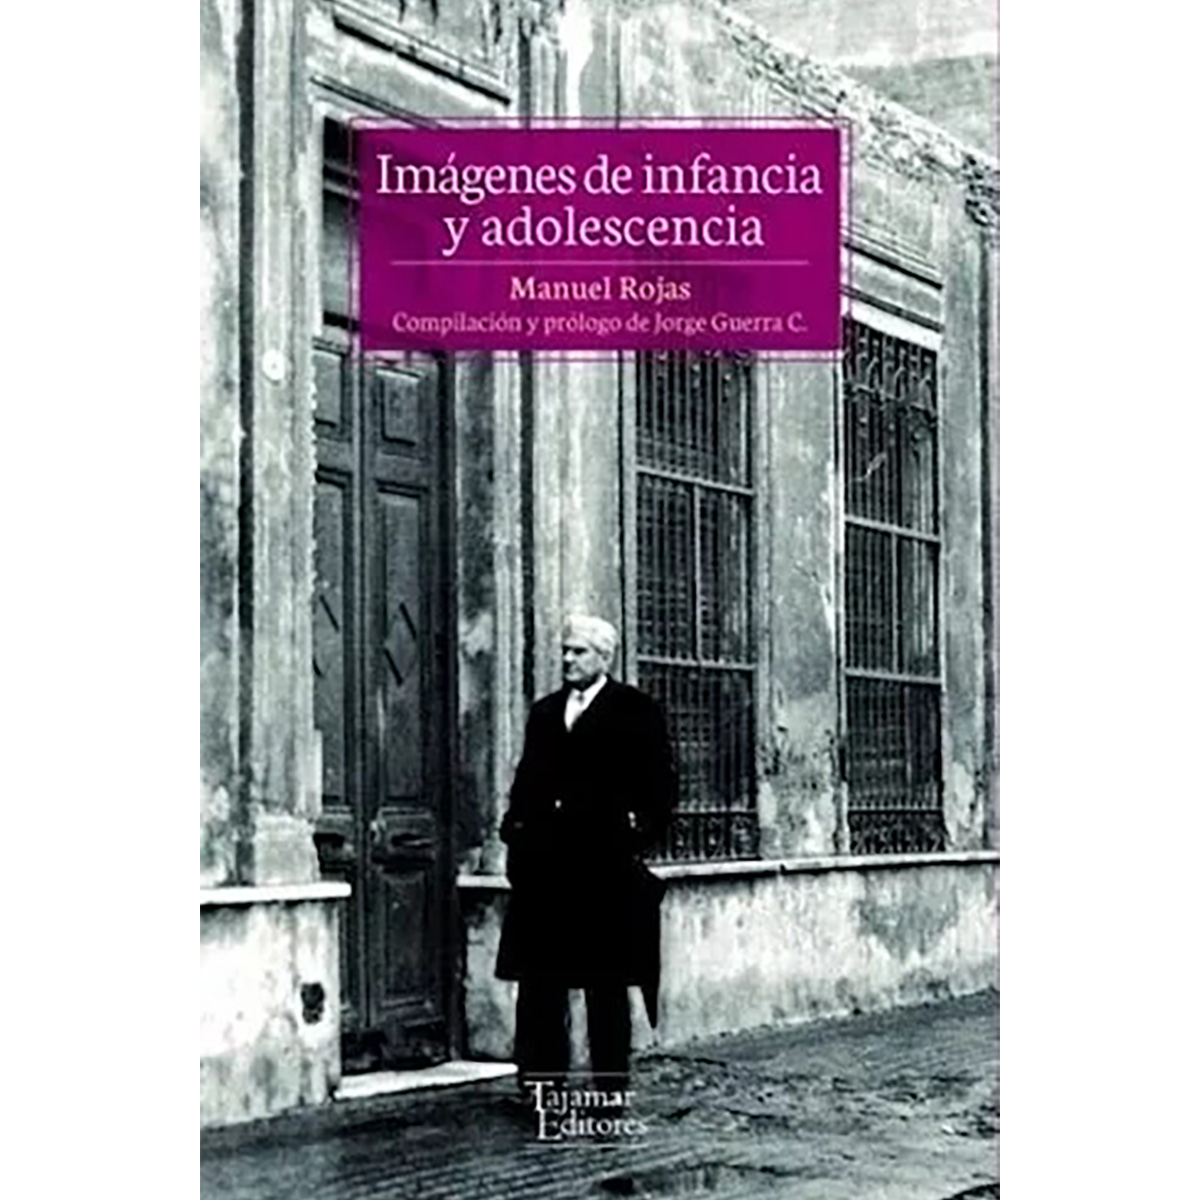 Imágenes de infancia
y adolescencia
Manuel Rojas
Compilación y prólogo de Jorge Guerra C.
Tajamar
Editores